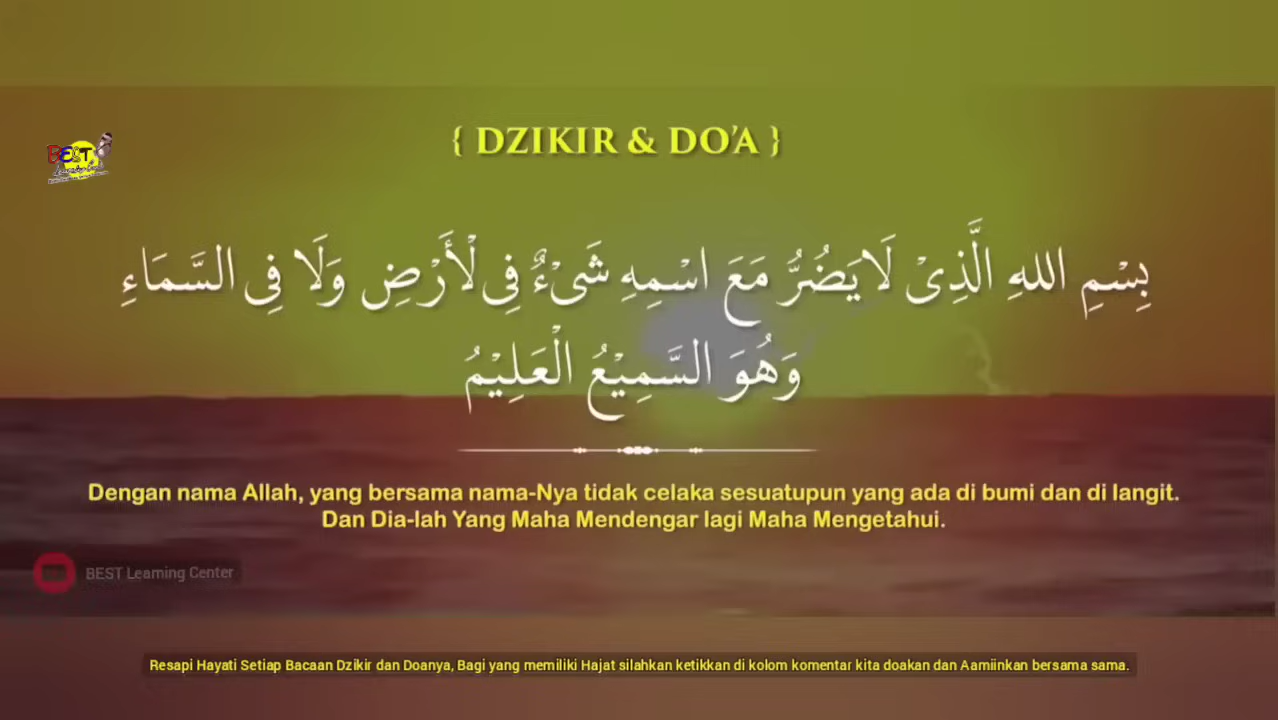 { DZIKIR & DO'A }
BEST
بِسْمِ اللهِ الَّذِىْ لَا يَضُرُّ مَعَ اسْمِهِ شَىْءٌ فِى لْأَرْضِ وَلَا فِى السَّمَاءِ
وَهُوَ السَّمِيْعُ الْعَلِيْمُ
Dengan nama Allah, yang bersama nama-Nya tidak celaka sesuatupun yang ada di bumi dan di langit.
Dan Dia-lah Yang Maha Mendengar lagi Maha Mengetahui.
BEST Learning Center
Resapi Hayati Setiap Bacaan Dzikir dan Doanya, Bagi yang memiliki Hajat silahkan ketikkan di kolom komentar kita doakan dan Aamiinkan bersama sama.